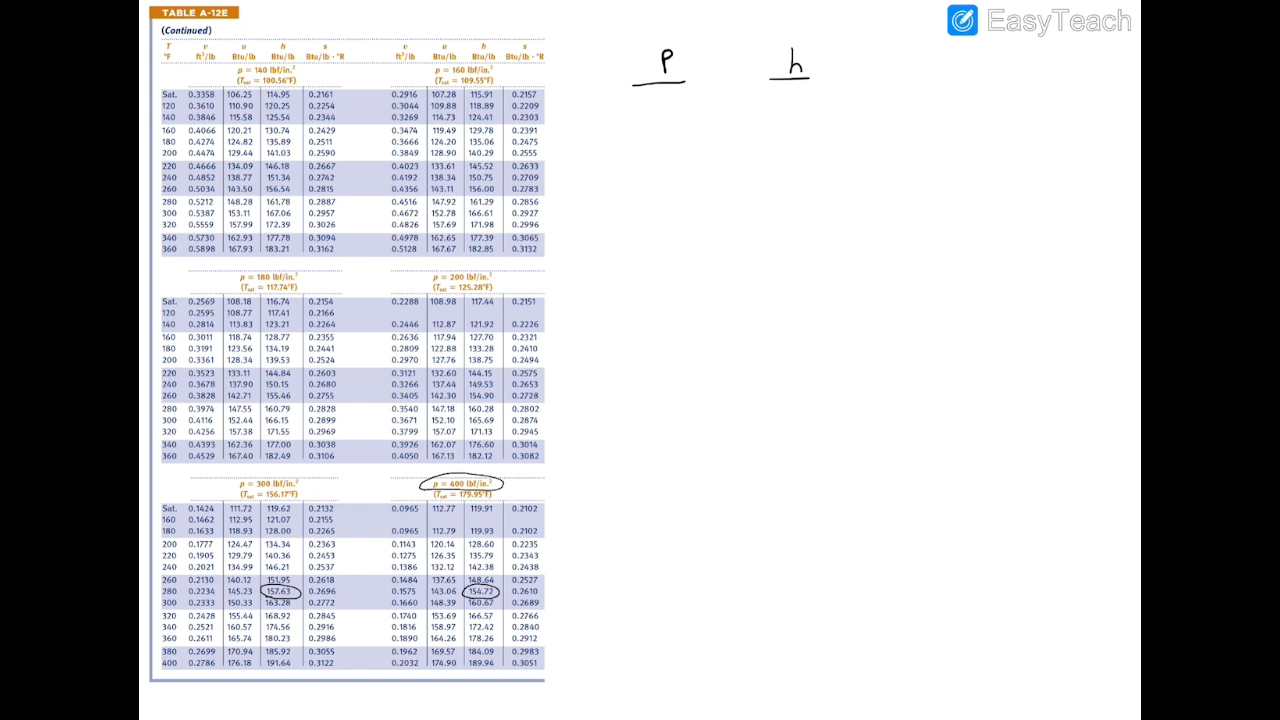 TABLE A-12E
EasyTeach
(Continued)
T v u h s v u h s
°F ft³/lb Btu/lb Btu/lb Btu/lb · °R ft³/lb Btu/lb Btu/lb Btu/lb · °R
p h
p = 140 lbf/in.² p = 160 lbf/in.²
(Tsat = 100.56°F) (Tsat = 109.55°F)
Sat. 0.3358 106.25 114.95 0.2161 0.2916 107.28 115.91 0.2157
120 0.3610 110.90 120.25 0.2254 0.3044 109.88 118.89 0.2209
140 0.3846 115.58 125.54 0.2344 0.3269 114.73 124.41 0.2303
160 0.4066 120.21 130.74 0.2429 0.3474 119.49 129.78 0.2391
180 0.4274 124.82 135.89 0.2511 0.3666 124.20 135.06 0.2475
200 0.4474 129.44 141.03 0.2590 0.3849 128.90 140.29 0.2555
220 0.4666 134.09 146.18 0.2667 0.4023 133.61 145.52 0.2633
240 0.4852 138.77 151.34 0.2742 0.4192 138.34 150.75 0.2709
260 0.5034 143.50 156.54 0.2815 0.4356 143.11 156.00 0.2783
280 0.5212 148.28 161.78 0.2887 0.4516 147.92 161.29 0.2856
300 0.5387 153.11 167.06 0.2957 0.4672 152.78 166.61 0.2927
320 0.5559 157.99 172.39 0.3026 0.4826 157.69 171.98 0.2996
340 0.5730 162.93 177.78 0.3094 0.4978 162.65 177.39 0.3065
360 0.5898 167.93 183.21 0.3162 0.5128 167.67 182.85 0.3132
p = 180 lbf/in.² p = 200 lbf/in.²
(Tsat = 117.74°F) (Tsat = 125.28°F)
Sat. 0.2569 108.18 116.74 0.2154 0.2288 108.98 117.44 0.2151
120 0.2595 108.77 117.41 0.2166
140 0.2814 113.83 123.21 0.2264 0.2446 112.87 121.92 0.2226
160 0.3011 118.74 128.77 0.2355 0.2636 117.94 127.70 0.2321
180 0.3191 123.56 134.19 0.2441 0.2809 122.88 133.28 0.2410
200 0.3361 128.34 139.53 0.2524 0.2970 127.76 138.75 0.2494
220 0.3523 133.11 144.84 0.2603 0.3121 132.60 144.15 0.2575
240 0.3678 137.90 150.15 0.2680 0.3266 137.44 149.53 0.2653
260 0.3828 142.71 155.46 0.2755 0.3405 142.30 154.90 0.2728
280 0.3974 147.55 160.79 0.2828 0.3540 147.18 160.28 0.2802
300 0.4116 152.44 166.15 0.2899 0.3671 152.10 165.69 0.2874
320 0.4256 157.38 171.55 0.2969 0.3799 157.07 171.13 0.2945
340 0.4393 162.36 177.00 0.3038 0.3926 162.07 176.60 0.3014
360 0.4529 167.40 182.49 0.3106 0.4050 167.13 182.12 0.3082
p = 300 lbf/in.² p = 400 lbf/in.²
(Tsat = 156.17°F) (Tsat = 179.95°F)
Sat. 0.1424 111.72 119.62 0.2132 0.0965 112.77 119.91 0.2102
160 0.1462 112.95 121.07 0.2155
180 0.1633 118.93 128.00 0.2265 0.0965 112.79 119.93 0.2102
200 0.1777 124.47 134.34 0.2363 0.1143 120.14 128.60 0.2235
220 0.1905 129.79 140.36 0.2453 0.1275 126.35 135.79 0.2343
240 0.2021 134.99 146.21 0.2537 0.1386 132.12 142.38 0.2438
260 0.2130 140.12 151.95 0.2618 0.1484 137.65 148.64 0.2527
280 0.2234 145.23 157.63 0.2696 0.1575 143.06 154.72 0.2610
300 0.2333 150.33 163.28 0.2772 0.1660 148.39 160.67 0.2689
320 0.2428 155.44 168.92 0.2845 0.1740 153.69 166.57 0.2766
340 0.2521 160.57 174.56 0.2916 0.1816 158.97 172.42 0.2840
360 0.2611 165.74 180.23 0.2986 0.1890 164.26 178.26 0.2912
380 0.2699 170.94 185.92 0.3055 0.1962 169.57 184.09 0.2983
400 0.2786 176.18 191.64 0.3122 0.2032 174.90 189.94 0.3051